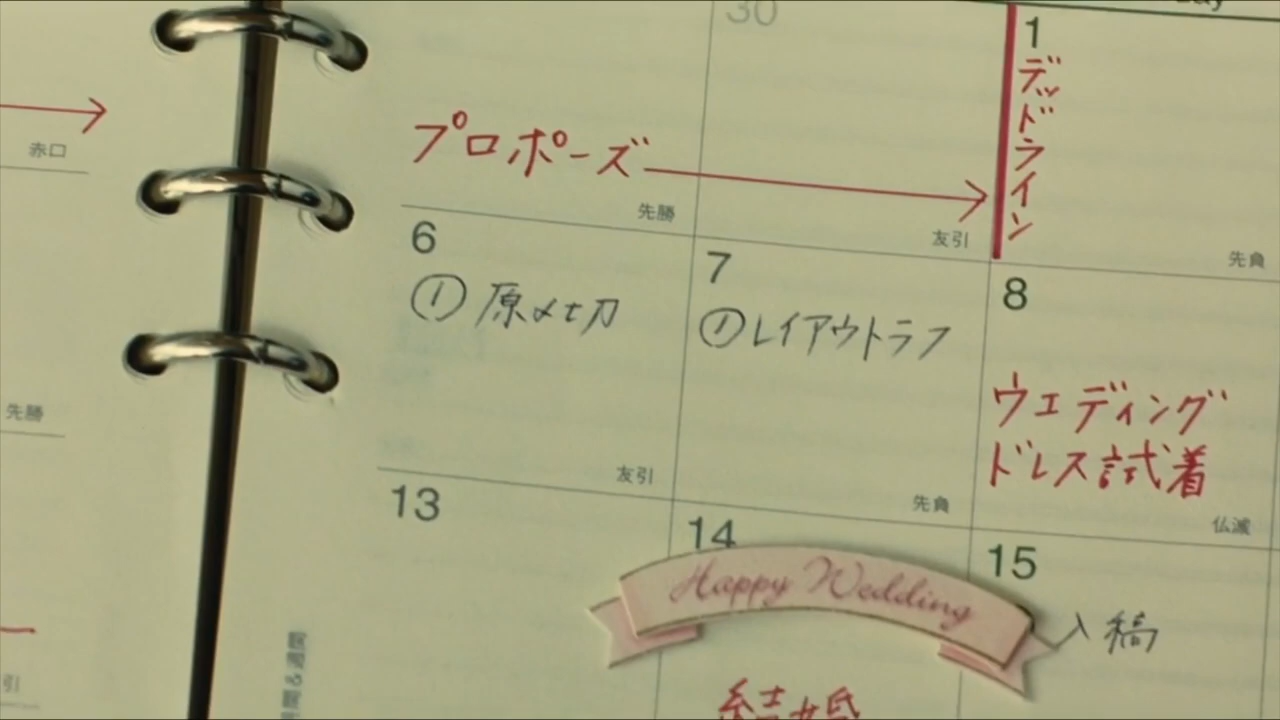 30
1
デッドライン
赤口
プロポーズ
先勝
友引
先負
6
①原〆切
7
①レイアウトラフ
8
ウエディング
ドレス試着
先勝
友引
先負
仏滅
13
14
15
Happy Wedding
入稿
引
結婚